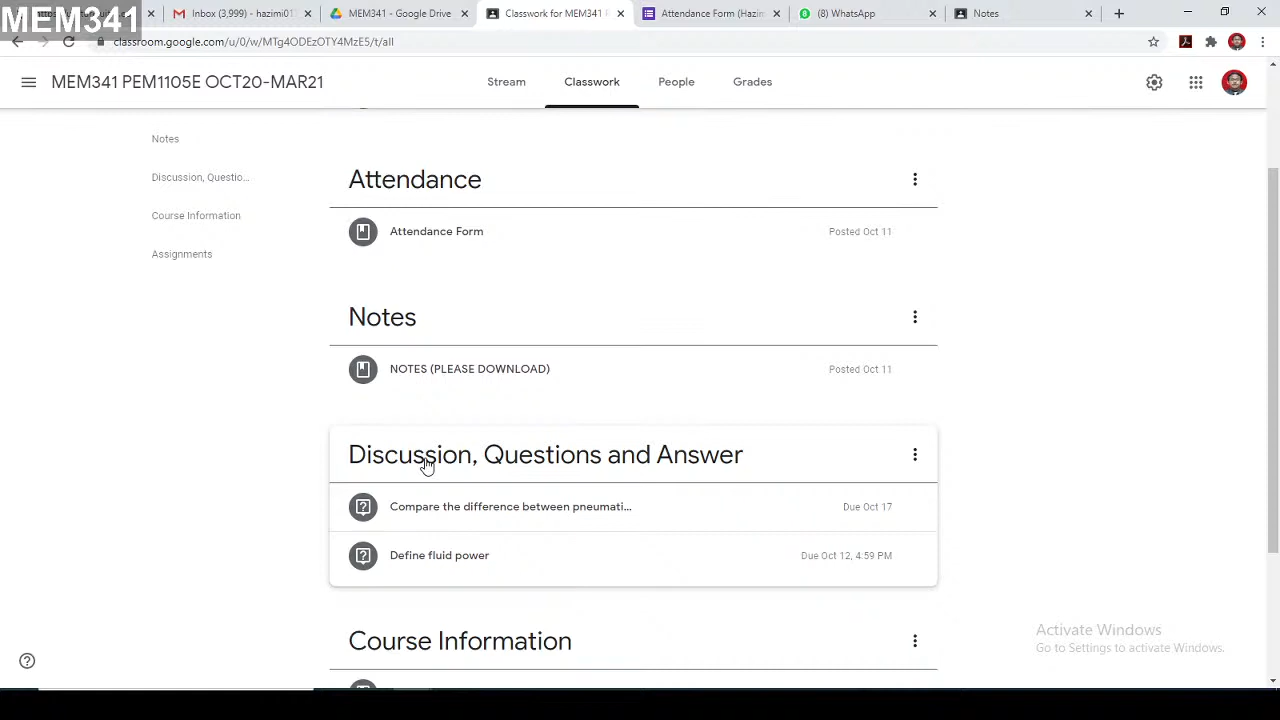 MEM341
Inbox (3,999) - hazimi01
MEM341 - Google Drive
Classwork for MEM341 P
Attendance Form (Hazi
(8) WhatsApp
Notes
classroom.google.com/u/0/w/MTg4ODEzOTY4MzE5/t/all
MEM341 PEM1105E OCT20-MAR21
Stream
Classwork
People
Grades
Notes
Discussion, Questio...
Course Information
Assignments
Attendance
Attendance Form
Posted Oct 11
Notes
NOTES (PLEASE DOWNLOAD)
Posted Oct 11
Discussion, Questions and Answer
Compare the difference between pneumati...
Due Oct 17
Define fluid power
Due Oct 12, 4:59 PM
Course Information
Activate Windows
Go to Settings to activate Windows.